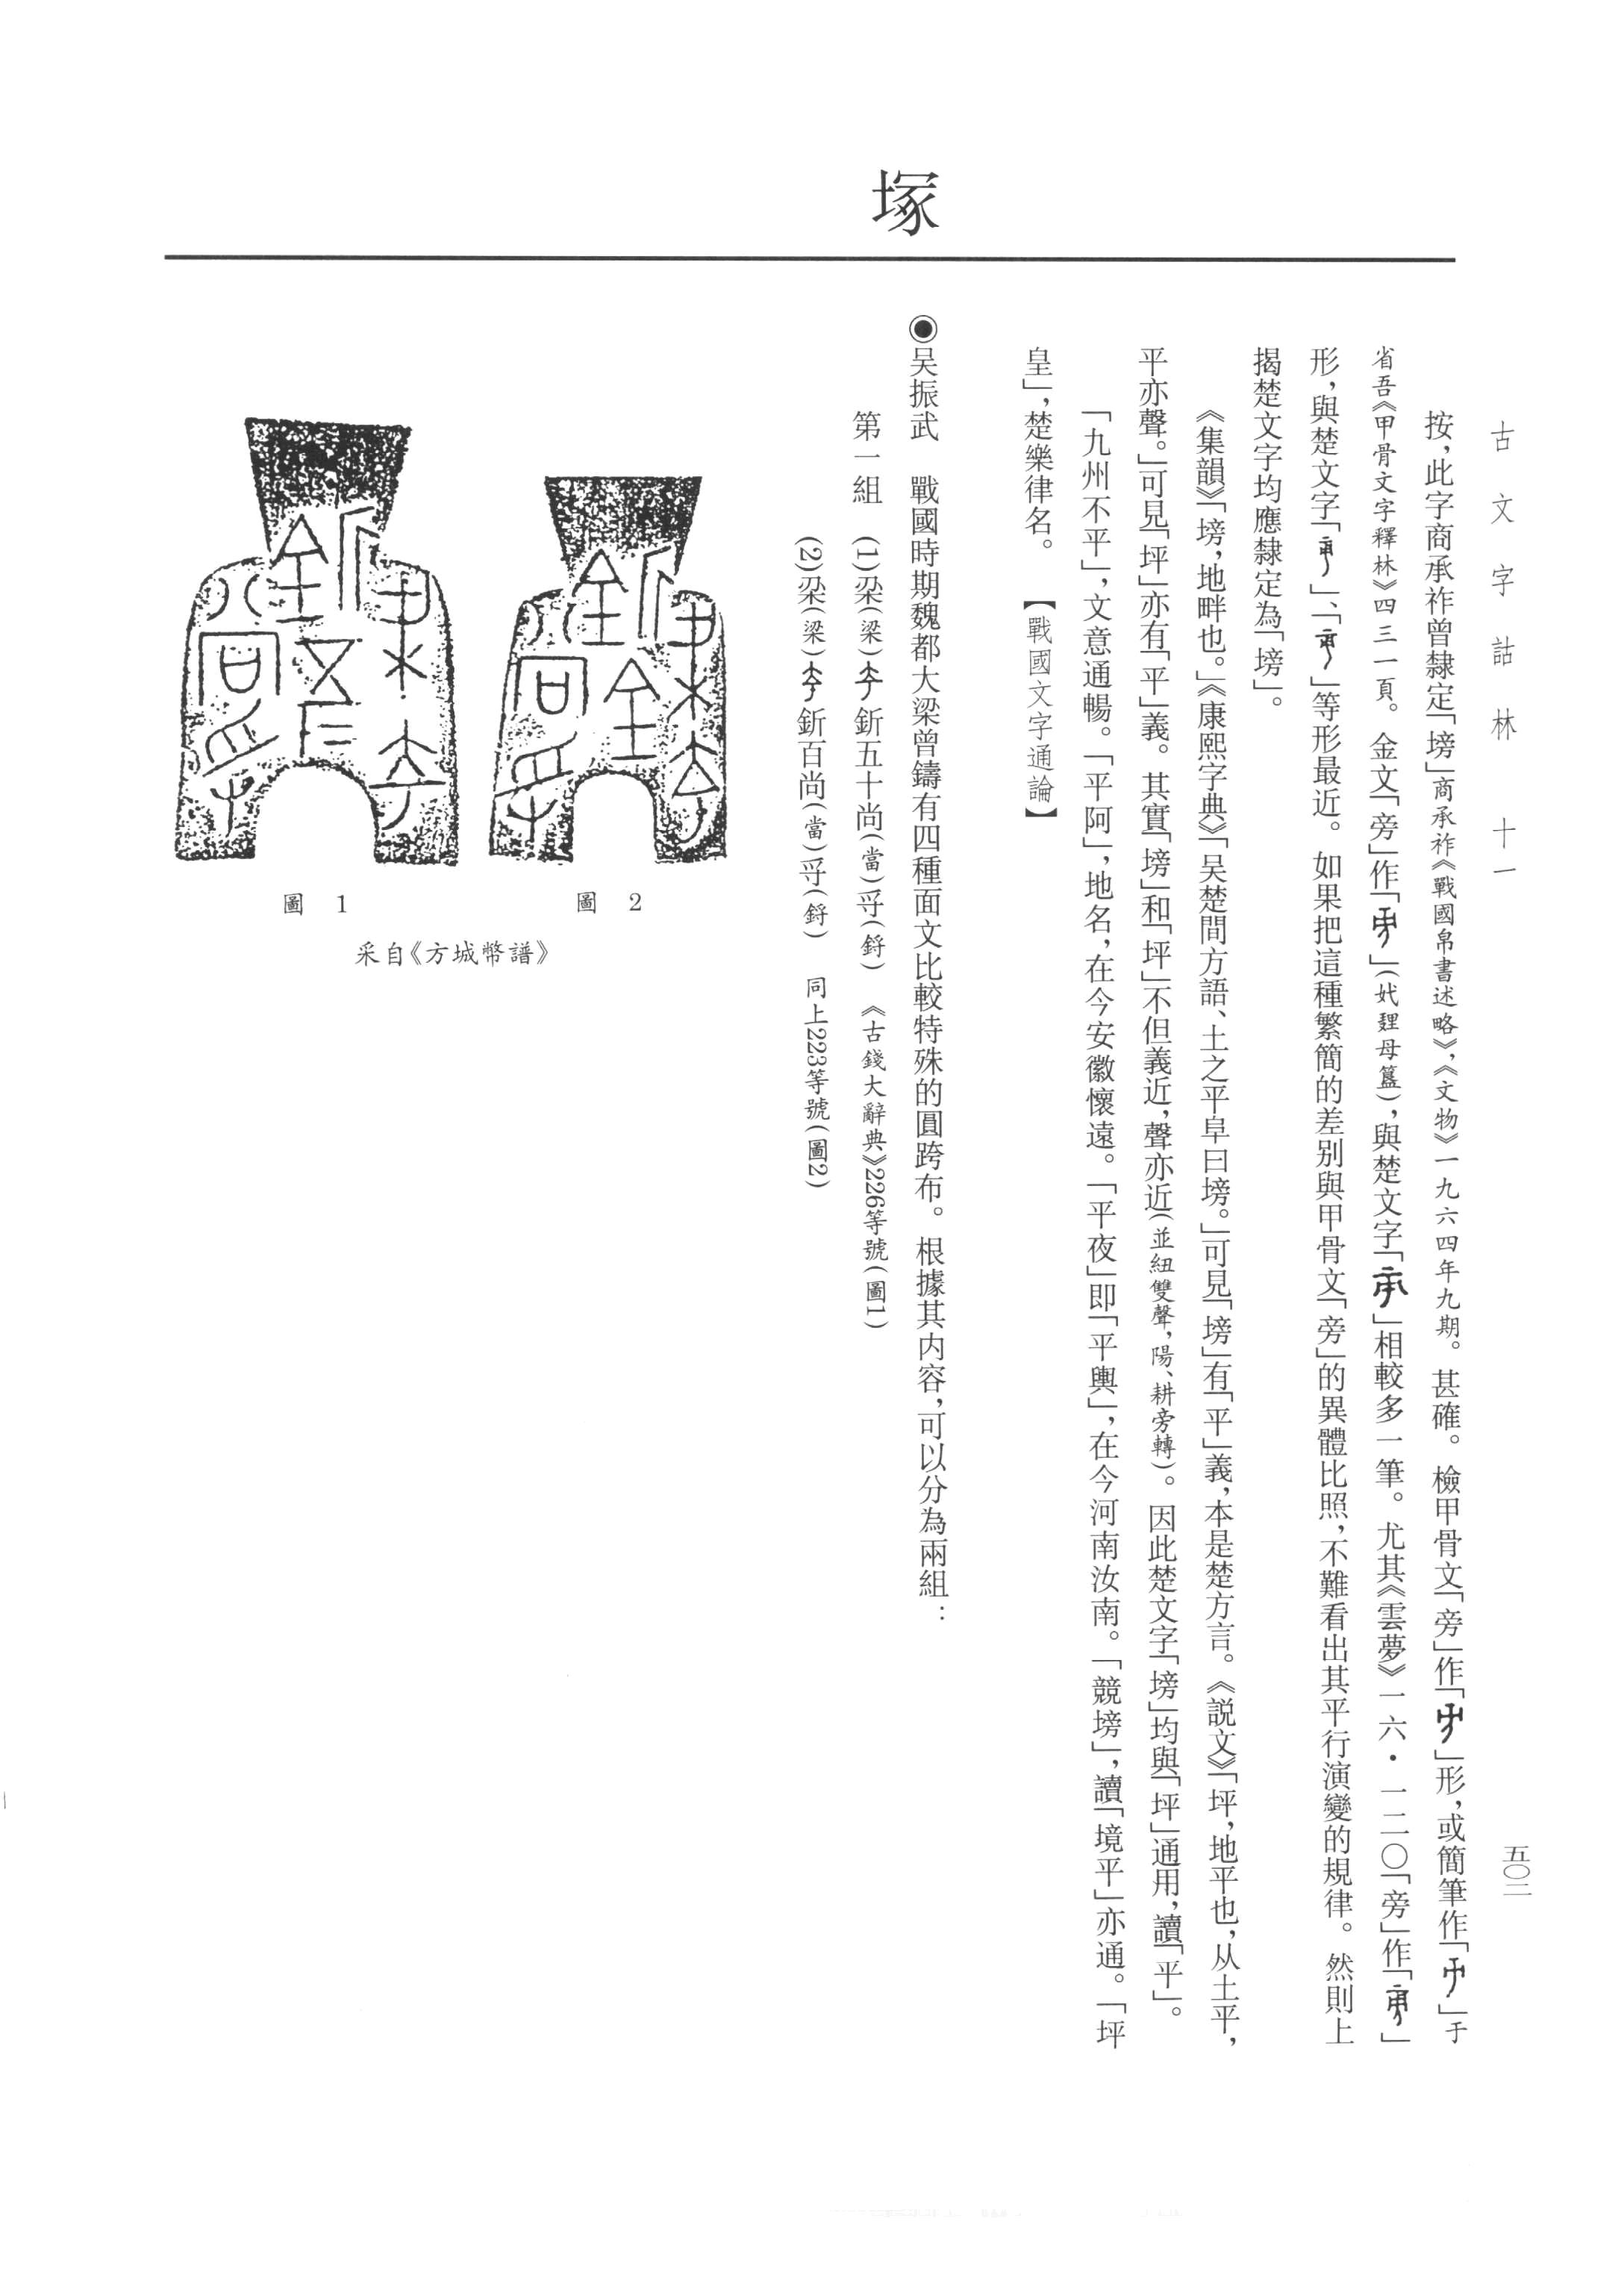 古文字詁林　十一
五〇二
按，此字商承祚曾隸定「塝」商承祚《戰國帛書述略》，《文物》一九六四年九期。甚確。檢甲骨文「旁」作「」形，或簡筆作「」于
省吾《甲骨文字釋林》四三一頁。金文「旁」作「」（母簋），與楚文字「」相較多一筆。尤其《雲夢》一六·一二〇「旁」作「」
形，與楚文字「」、「」等形最近。如果把這種繁簡的差別與甲骨文「旁」的異體比照，不難看出其平行演變的規律。然則上
揭楚文字均應隸定為「塝」。
《集韻》「塝，地畔也。」《康熙字典》「吴楚間方語、土之平阜曰塝。」可見「塝」有「平」義，本是楚方言。《説文》「坪，地平也，从土平，
平亦聲。」可見「坪」亦有「平」義。其實「塝」和「坪」不但義近，聲亦近（並紐雙聲，陽、耕旁轉）。因此楚文字「塝」均與「坪」通用，讀「平」。
「九州不平」，文意通暢。「平阿」，地名，在今安徽懷遠。「平夜」即「平輿」，在今河南汝南。「競塝」，讀「境平」亦通。「坪
皇」，楚樂律名。【戰國文字通論】
塚
◉吴振武　戰國時期魏都大梁曾鑄有四種面文比較特殊的圓跨布。根據其内容，可以分為兩組：
第一組　(1)梁（梁）釿五十尚（當）寽（鋝）　《古錢大辭典》226等號（圖1）
(2)梁（梁）釿百尚（當）寽（鋝）　同上223等號（圖2）
圖　2
圖　1
采自《方城幣譜》